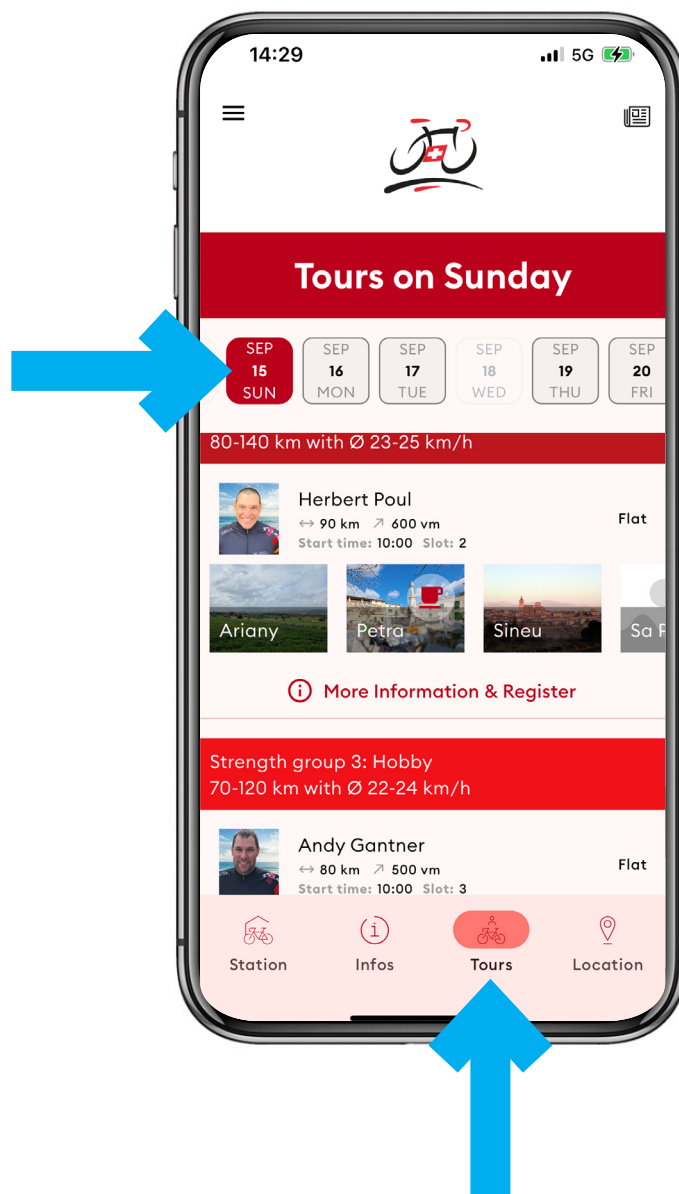 14:29
5G
Tours on Sunday
SEP SEP SEP SEP SEP SEP
15 16 17 18 19 20
SUN MON TUE WED THU FRI
80-140 km with Ø 23-25 km/h
Herbert Poul
↔ 90 km ↗ 600 vm
Flat
Start time: 10:00 Slot: 2
Ariany Petra Sineu Sa
More Information & Register
Strength group 3: Hobby
70-120 km with Ø 22-24 km/h
Andy Gantner
↔ 80 km ↗ 500 vm
Flat
Start time: 10:00 Slot: 3
Station Infos Tours Location